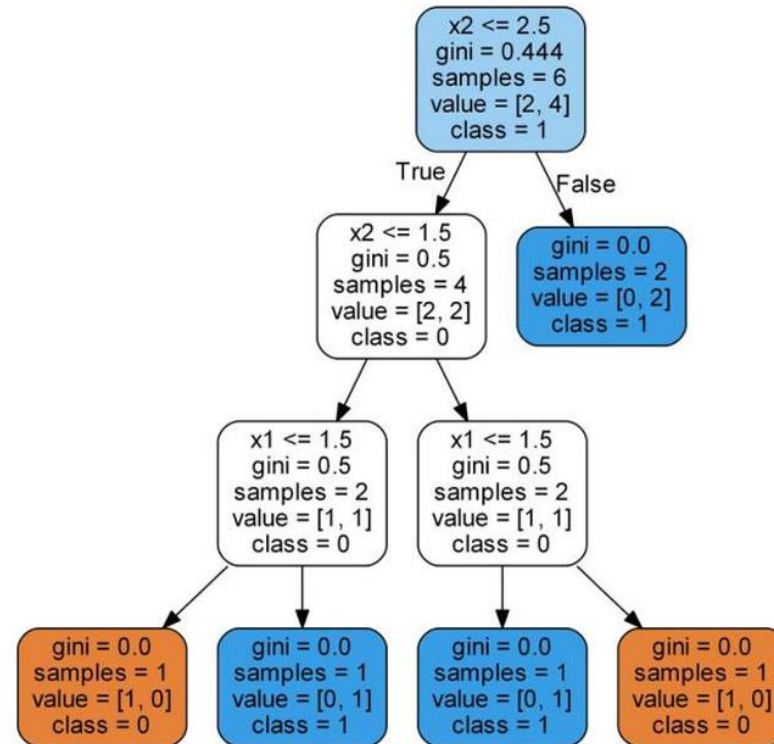 x2 <= 2.5
gini = 0.444
samples = 6
value = [2, 4]
class = 1
True
False
x2 <= 1.5
gini = 0.5
samples = 4
value = [2, 2]
class = 0
gini = 0.0
samples = 2
value = [0, 2]
class = 1
x1 <= 1.5
gini = 0.5
samples = 2
value = [1, 1]
class = 0
x1 <= 1.5
gini = 0.5
samples = 2
value = [1, 1]
class = 0
gini = 0.0
samples = 1
value = [1, 0]
class = 0
gini = 0.0
samples = 1
value = [0, 1]
class = 1
gini = 0.0
samples = 1
value = [0, 1]
class = 1
gini = 0.0
samples = 1
value = [1, 0]
class = 0